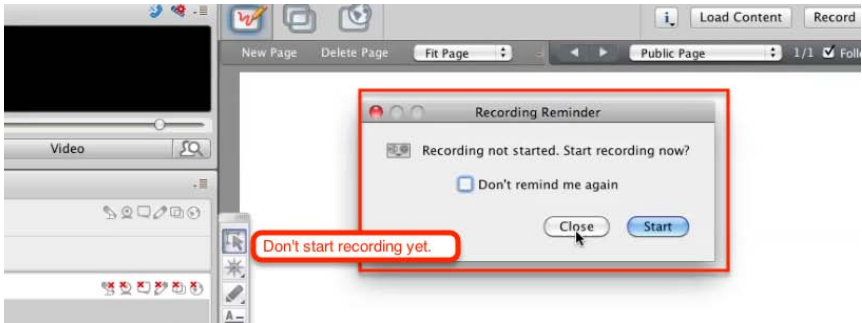 i
Load Content
Record
New Page
Delete Page
Fit Page
Public Page
1/1
Recording Reminder
Video
Recording not started. Start recording now?
Don't remind me again
Close
Start
Don't start recording yet.
A